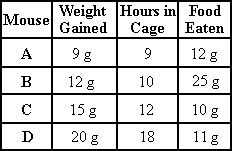 Mouse Weight Gained Hours in Cage Food Eaten
A 9 g 9 12 g
B 12 g 10 25 g
C 15 g 12 10 g
D 20 g 18 11 g